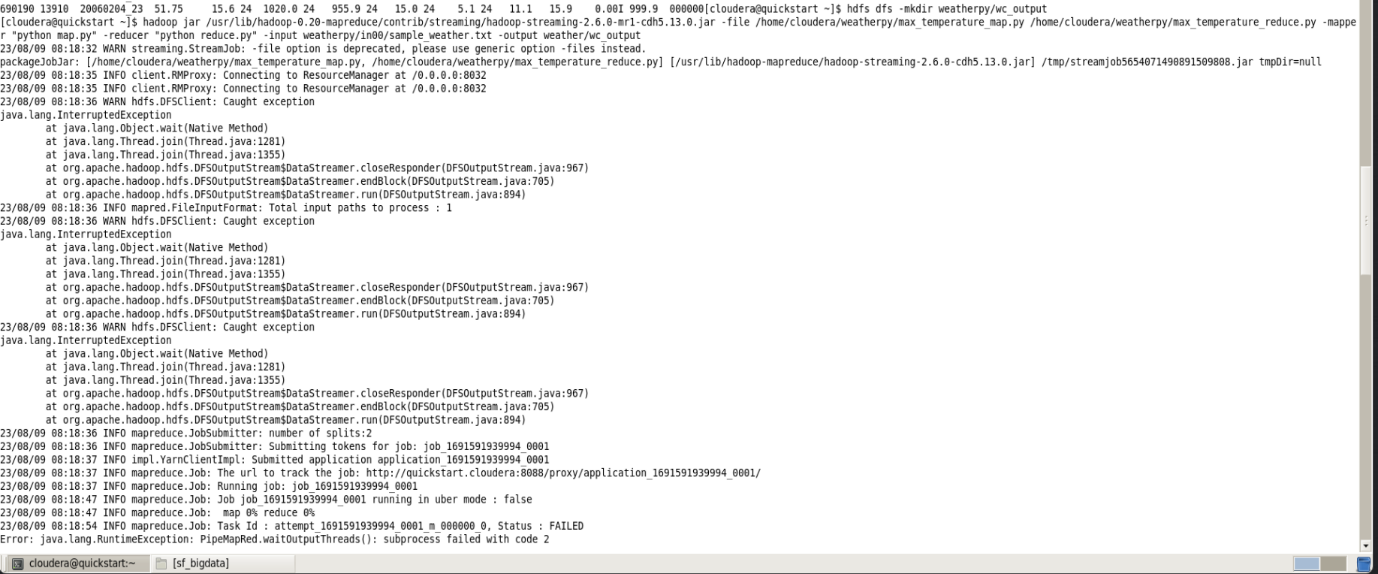 690190 13910  20060204 23  51.75     15.6 24  1020.0 24   955.9 24   15.0 24    5.1 24   11.1   15.9    0.00I 999.9  000000[cloudera@quickstart ~]$ hdfs dfs -mkdir weatherpy/wc_output
[cloudera@quickstart ~]$ hadoop jar /usr/lib/hadoop-0.20-mapreduce/contrib/streaming/hadoop-streaming-2.6.0-mr1-cdh5.13.0.jar -file /home/cloudera/weatherpy/max_temperature_map.py /home/cloudera/weatherpy/max_temperature_reduce.py -mappe
r "python map.py" -reducer "python reduce.py" -input weatherpy/in00/sample_weather.txt -output weather/wc_output
23/08/09 08:18:32 WARN streaming.StreamJob: -file option is deprecated, please use generic option -files instead.
packageJobJar: [/home/cloudera/weatherpy/max_temperature_map.py, /home/cloudera/weatherpy/max_temperature_reduce.py] [/usr/lib/hadoop-mapreduce/hadoop-streaming-2.6.0-cdh5.13.0.jar] /tmp/streamjob5654071490891509808.jar tmpDir=null
23/08/09 08:18:35 INFO client.RMProxy: Connecting to ResourceManager at /0.0.0.0:8032
23/08/09 08:18:35 INFO client.RMProxy: Connecting to ResourceManager at /0.0.0.0:8032
23/08/09 08:18:36 WARN hdfs.DFSClient: Caught exception
java.lang.InterruptedException
at java.lang.Object.wait(Native Method)
at java.lang.Thread.join(Thread.java:1281)
at java.lang.Thread.join(Thread.java:1355)
at org.apache.hadoop.hdfs.DFSOutputStream$DataStreamer.closeResponder(DFSOutputStream.java:967)
at org.apache.hadoop.hdfs.DFSOutputStream$DataStreamer.endBlock(DFSOutputStream.java:705)
at org.apache.hadoop.hdfs.DFSOutputStream$DataStreamer.run(DFSOutputStream.java:894)
23/08/09 08:18:36 INFO mapred.FileInputFormat: Total input paths to process : 1
23/08/09 08:18:36 WARN hdfs.DFSClient: Caught exception
java.lang.InterruptedException
at java.lang.Object.wait(Native Method)
at java.lang.Thread.join(Thread.java:1281)
at java.lang.Thread.join(Thread.java:1355)
at org.apache.hadoop.hdfs.DFSOutputStream$DataStreamer.closeResponder(DFSOutputStream.java:967)
at org.apache.hadoop.hdfs.DFSOutputStream$DataStreamer.endBlock(DFSOutputStream.java:705)
at org.apache.hadoop.hdfs.DFSOutputStream$DataStreamer.run(DFSOutputStream.java:894)
23/08/09 08:18:36 WARN hdfs.DFSClient: Caught exception
java.lang.InterruptedException
at java.lang.Object.wait(Native Method)
at java.lang.Thread.join(Thread.java:1281)
at java.lang.Thread.join(Thread.java:1355)
at org.apache.hadoop.hdfs.DFSOutputStream$DataStreamer.closeResponder(DFSOutputStream.java:967)
at org.apache.hadoop.hdfs.DFSOutputStream$DataStreamer.endBlock(DFSOutputStream.java:705)
at org.apache.hadoop.hdfs.DFSOutputStream$DataStreamer.run(DFSOutputStream.java:894)
23/08/09 08:18:36 INFO mapreduce.JobSubmitter: number of splits:2
23/08/09 08:18:36 INFO mapreduce.JobSubmitter: Submitting tokens for job: job_1691591939994_0001
23/08/09 08:18:37 INFO impl.YarnClientImpl: Submitted application application_1691591939994_0001
23/08/09 08:18:37 INFO mapreduce.Job: The url to track the job: http://quickstart.cloudera:8088/proxy/application_1691591939994_0001/
23/08/09 08:18:37 INFO mapreduce.Job: Running job: job_1691591939994_0001
23/08/09 08:18:47 INFO mapreduce.Job: Job job_1691591939994_0001 running in uber mode : false
23/08/09 08:18:47 INFO mapreduce.Job:  map 0% reduce 0%
23/08/09 08:18:54 INFO mapreduce.Job: Task Id : attempt_1691591939994_0001_m_000000_0, Status : FAILED
Error: java.lang.RuntimeException: PipeMapRed.waitOutputThreads(): subprocess failed with code 2
cloudera@quickstart:~ [sf_bigdata]